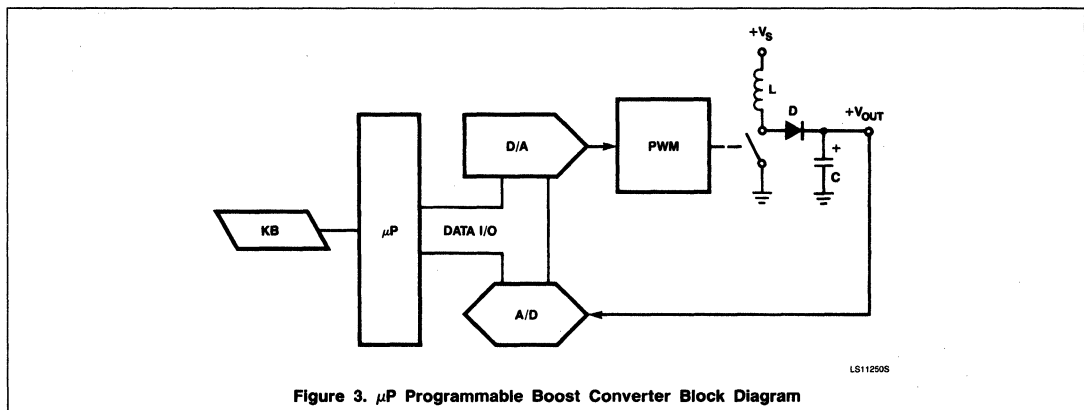 +VS
L
D
+VOUT
D/A
PWM
+
C
KB
μP
DATA I/O
A/D
LS11250S
Figure 3. μP Programmable Boost Converter Block Diagram